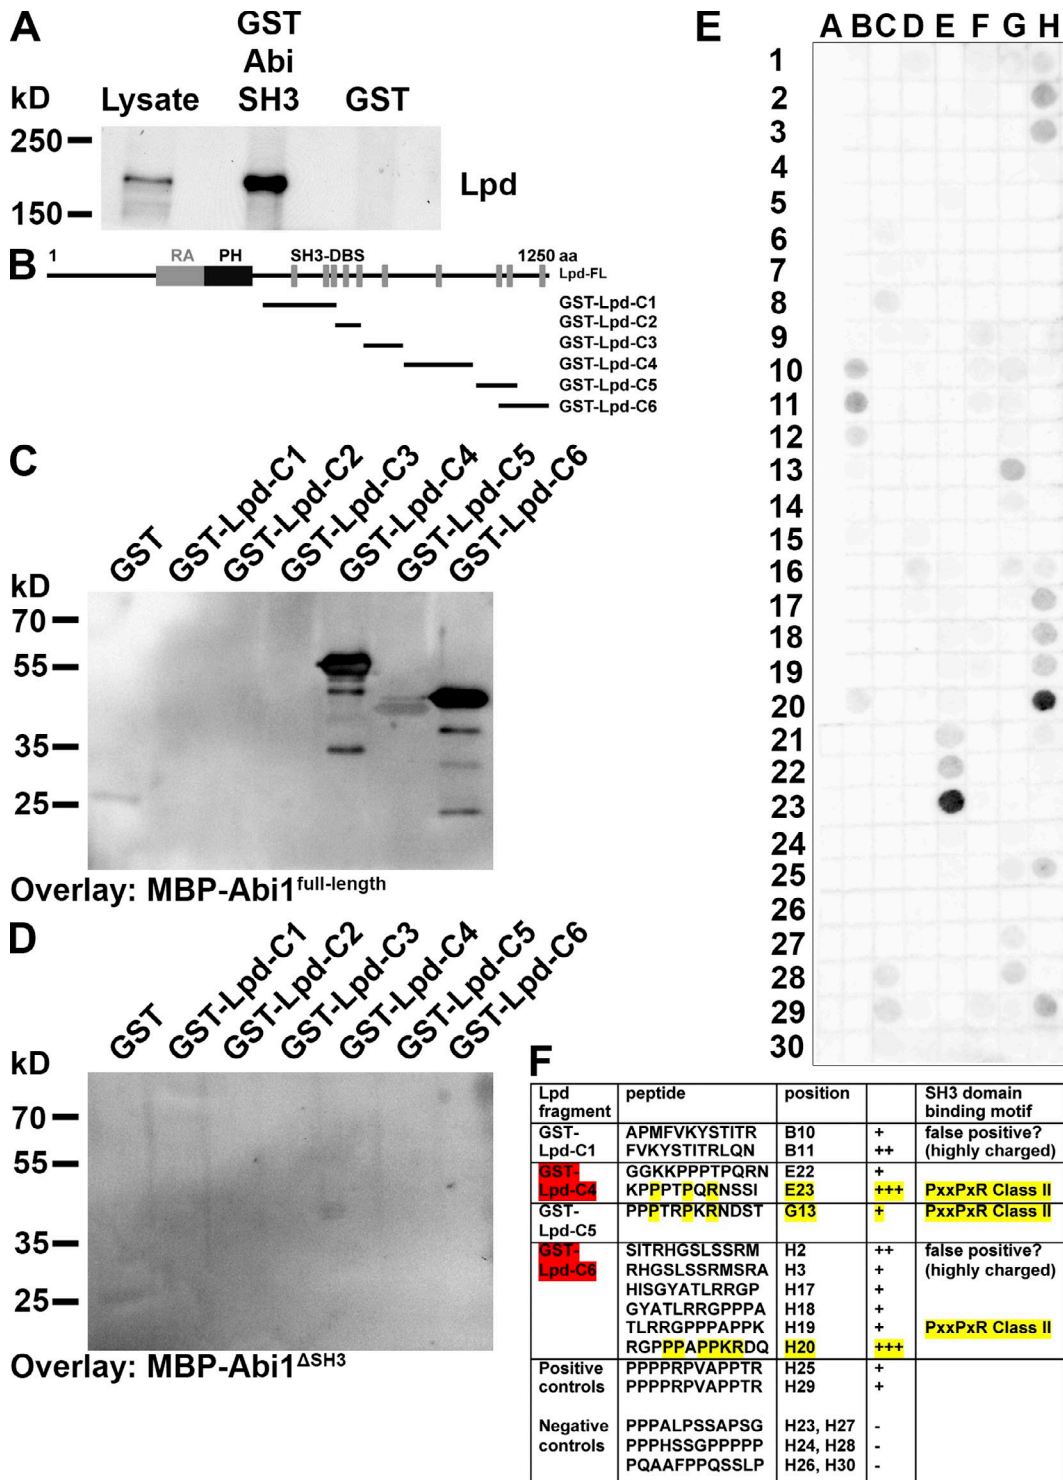 A
GST
Abi
kD Lysate SH3 GST
250
150
Lpd
B
1 RA PH SH3-DBS 1250 aa
Lpd-FL
GST-Lpd-C1
GST-Lpd-C2
GST-Lpd-C3
GST-Lpd-C4
GST-Lpd-C5
GST-Lpd-C6
C
GST GST-Lpd-C1 GST-Lpd-C2 GST-Lpd-C3 GST-Lpd-C4 GST-Lpd-C5 GST-Lpd-C6
kD
70
55
35
25
Overlay: MBP-Abi1full-length
D
GST GST-Lpd-C1 GST-Lpd-C2 GST-Lpd-C3 GST-Lpd-C4 GST-Lpd-C5 GST-Lpd-C6
kD
70
55
35
25
Overlay: MBP-Abi1ΔSH3
E
A B C D E F G H
1
2
3
4
5
6
7
8
9
10
11
12
13
14
15
16
17
18
19
20
21
22
23
24
25
26
27
28
29
30
F
Lpd peptide position SH3 domain
fragment binding motif
GST- APMFVKYSTITR B10 + false positive?
Lpd-C1 FVKYSTITRLQN B11 ++ (highly charged)
GST- GGKKPPPTPQRN E22 +
Lpd-C4 KPPPTPQRNSSI E23 +++ PxxPxR Class II
GST- PPPTRPKRNDST G13 + PxxPxR Class II
Lpd-C5
GST- SITRHGSLSSRM H2 ++ false positive?
Lpd-C6 RHGSLSSRMSRA H3 + (highly charged)
HISGYATLRRGP H17 +
GYATLRRGPPPA H18 +
TLRRGPPPAPPK H19 + PxxPxR Class II
RGPPPAPPKRDQ H20 +++
Positive PPPPRPVAPPTR H25 +
controls PPPPRPVAPPTR H29 +
Negative PPPALPSSAPSG H23, H27 -
controls PPPHSSGPPPPP H24, H28 -
PQAAFPPQSSLP H26, H30 -